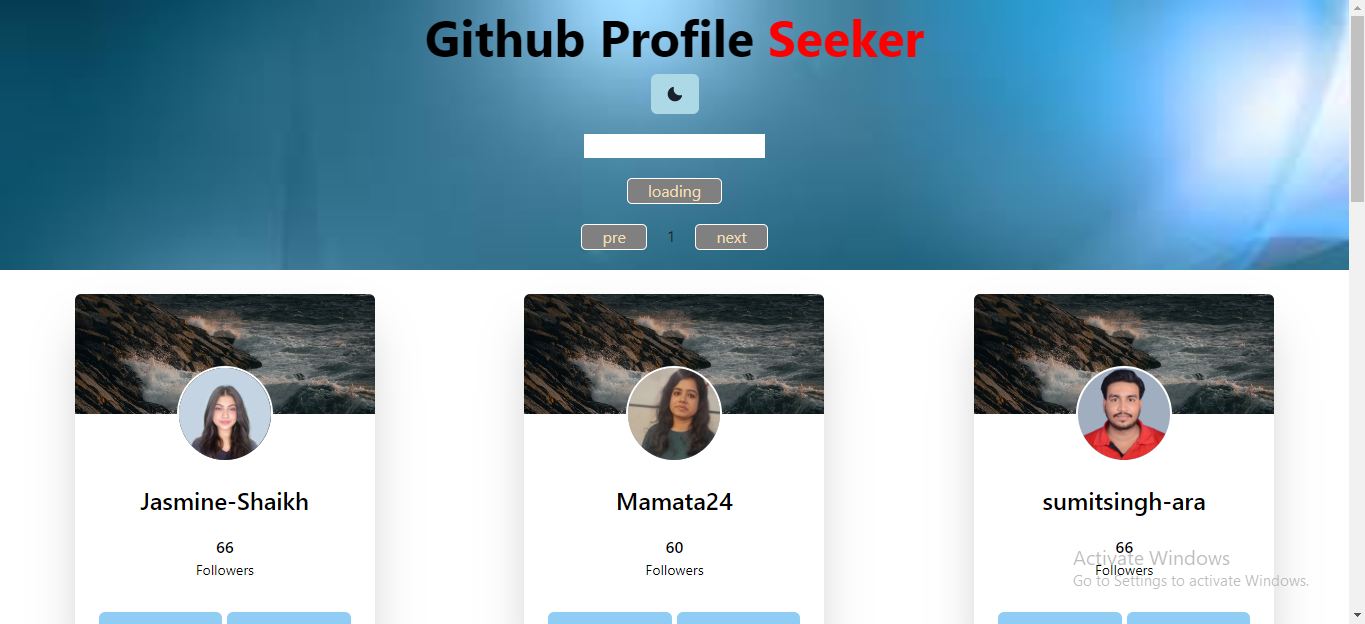 Github Profile Seeker
loading
pre 1 next
Jasmine-Shaikh
66
Followers
Mamata24
60
Followers
sumitsingh-ara
66
Followers
Activate Windows
Go to Settings to activate Windows.